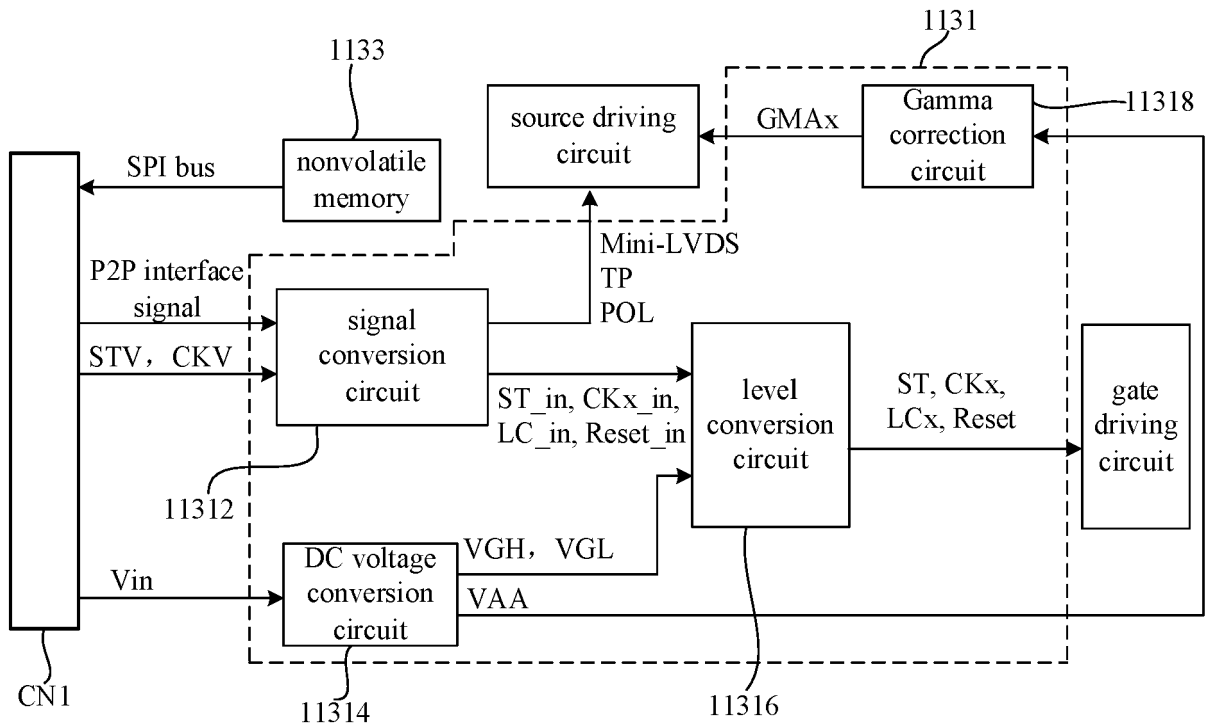 1133
1131
11318
source driving
circuit
GMAx
Gamma
correction
circuit
SPI bus
nonvolatile
memory
Mini-LVDS
TP
POL
P2P interface
signal
STV，CKV
signal
conversion
circuit
ST_in, CKx_in,
LC_in, Reset_in
level
conversion
circuit
ST, CKx,
LCx, Reset
gate
driving
circuit
11312
Vin
DC voltage
conversion
circuit
VGH，VGL
VAA
CN1
11314
11316